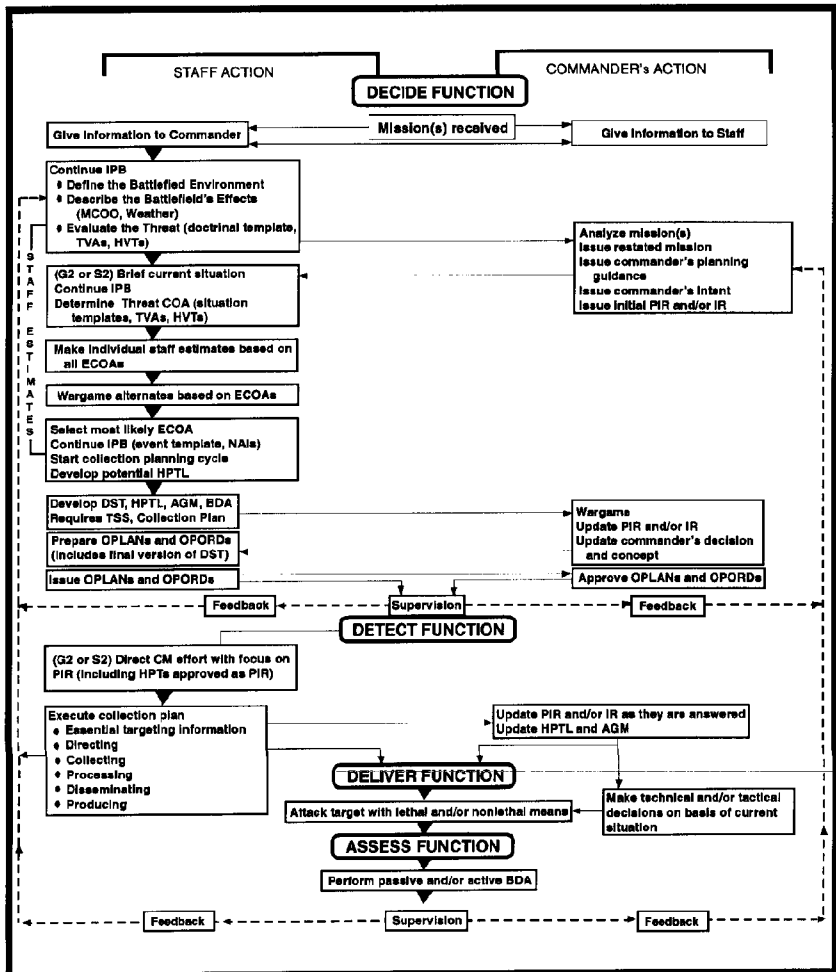 STAFF ACTION
COMMANDER's ACTION
DECIDE FUNCTION
Mission(s) received
Give Information to Commander
Give Information to Staff
Continue IPB
♦ Define the Battlefied Environment
♦ Describe the Battlefield's Effects
(MCOO, Weather)
♦ Evaluate the Threat (doctrinal template,
TVAs, HVTs)
STAFF ESTIMATES
Analyze mission(s)
Issue restated mission
Issue commander's planning
guidance
Issue commander's Intent
Issue initial PIR and/or IR
(G2 or S2) Brief current situation
Continue IPB
Determine Threat COA (situation
templates, TVAs, HVTs)
Make individual staff estimates based on
all ECOAs
Wargame alternates based on ECOAs
Select most likely ECOA
Continue IPB (event template, NAIs)
Start collection planning cycle
Develop potential HPTL
Develop DST, HPTL, AGM, BDA
Requires TSS, Collection Plan
Wargame
Update PIR and/or IR
Update commander's decision
and concept
Prepare OPLANs and OPORDs
(includes final version of DST)
Issue OPLANs and OPORDs
Approve OPLANs and OPORDs
Feedback
Supervision
Feedback
DETECT FUNCTION
(G2 or S2) Direct CM effort with focus on
PIR (including HPTs approved as PIR)
Execute collection plan
♦ Essential targeting information
♦ Directing
♦ Collecting
♦ Processing
♦ Disseminating
♦ Producing
Update PIR and/or IR as they are answered
Update HPTL and AGM
DELIVER FUNCTION
Attack target with lethal and/or nonlethal means
Make technical and/or tactical
decisions on basis of current
situation
ASSESS FUNCTION
Perform passive and/or active BDA
Feedback
Supervision
Feedback